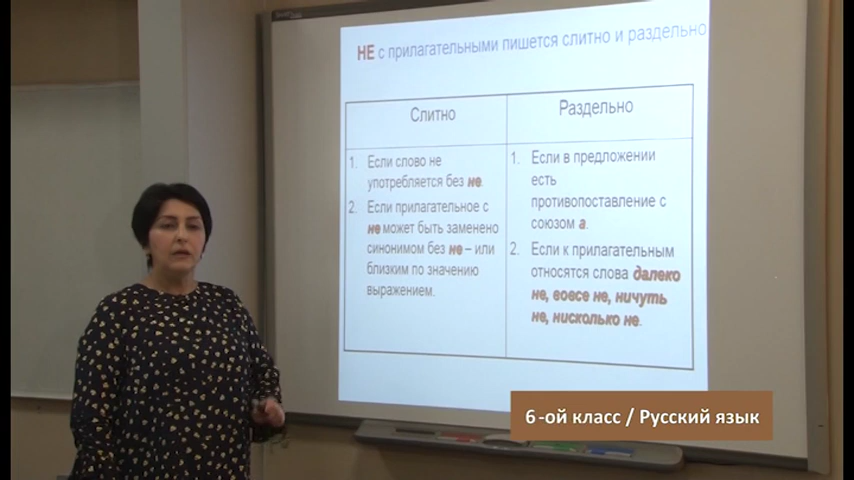 НЕ с прилагательными пишется слитно и раздельно
Слитно
1. Если слово не
употребляется без не.
2. Если прилагательное с
не может быть заменено
синонимом без не – или
близким по значению
выражением.
Раздельно
1. Если в предложении
есть
противопоставление с
союзом а.
2. Если к прилагательным
относятся слова далеко
не, вовсе не, ничуть
не, нисколько не.
6-ой класс / Русский язык